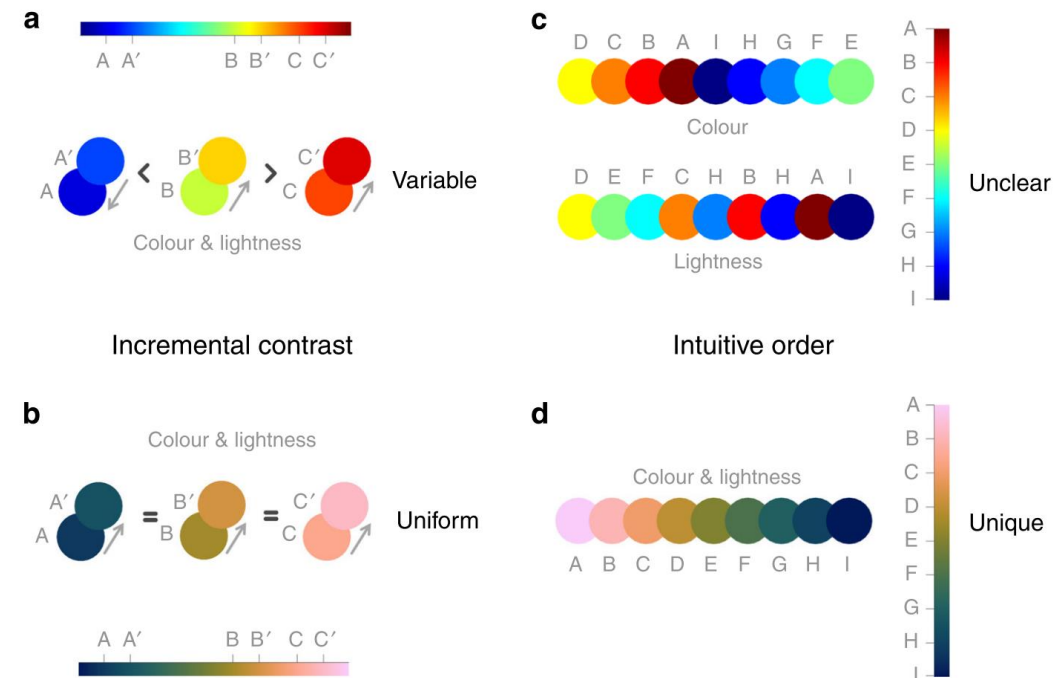 a
A A′ B B′ C C′
A′ < B′ > C′
A B C
Variable
Colour & lightness
Incremental contrast
b
Colour & lightness
A′ = B′ = C′
A B C
Uniform
A A′ B B′ C C′
c
D C B A I H G F E
Colour
D E F C H B H A I
Lightness
A
B
C
D
E
F
G
H
I
Unclear
Intuitive order
d
Colour & lightness
A B C D E F G H I
A
B
C
D
E
F
G
H
I
Unique